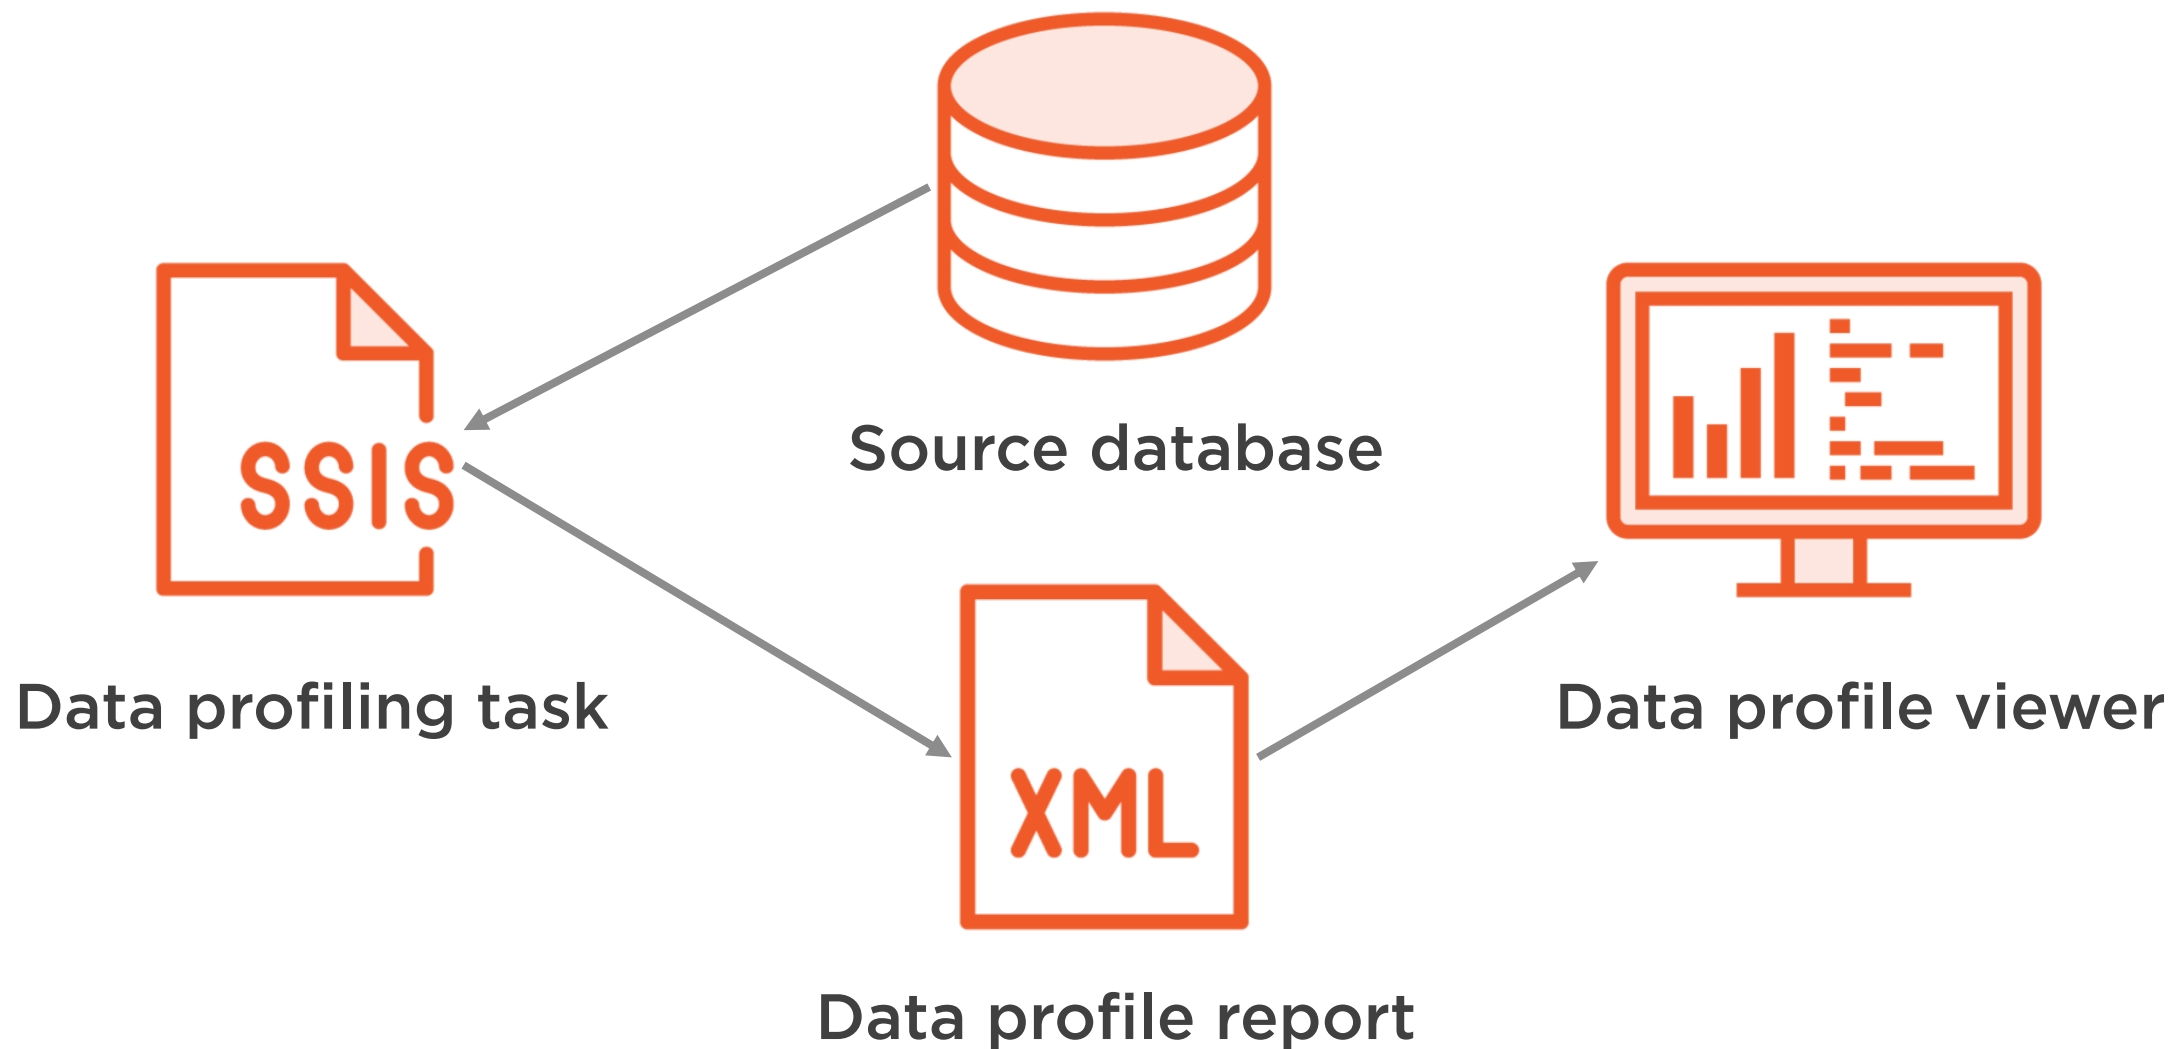 Source database
SSIS
Data profiling task
Data profile viewer
XML
Data profile report